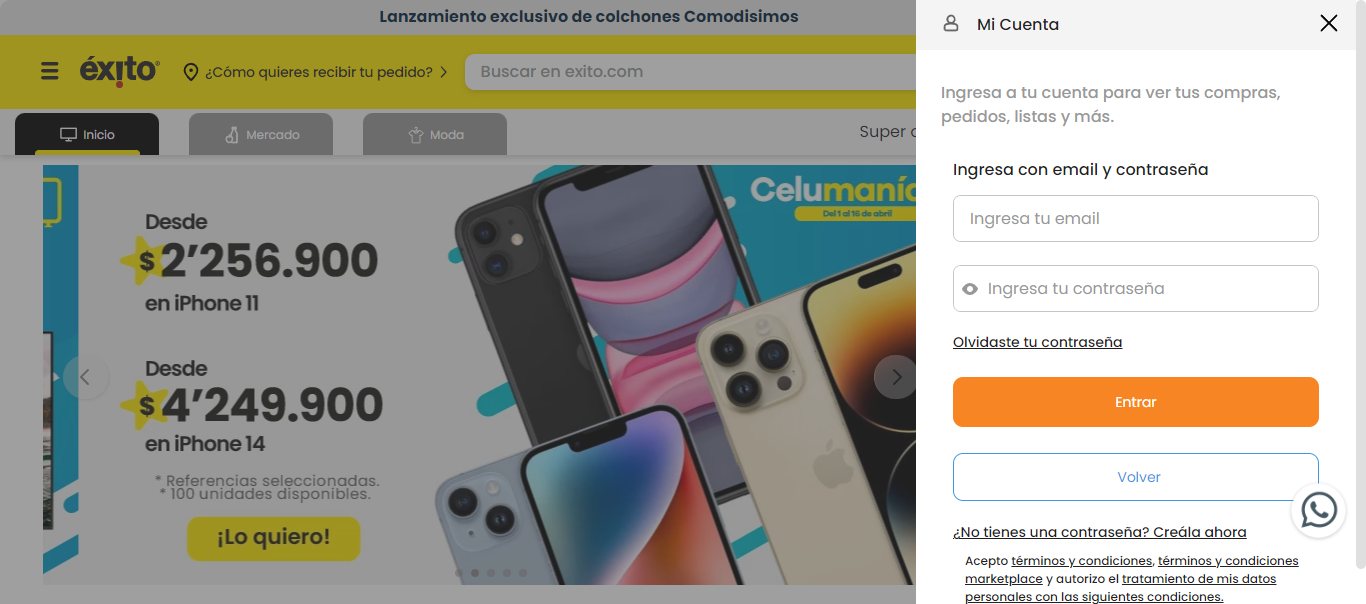 Lanzamiento exclusivo de colchones Comodisimos
éxito
¿Cómo quieres recibir tu pedido?
Buscar en exito.com
Inicio
Mercado
Moda
Super
Desde
$2’256.900
en iPhone 11
Desde
$4’249.900
en iPhone 14
* Referencias seleccionadas.
* 100 unidades disponibles.
¡Lo quiero!
Celumanía
Del 1 al 15 de abril
Mi Cuenta
Ingresa a tu cuenta para ver tus compras,
pedidos, listas y más.
Ingresa con email y contraseña
Ingresa tu email
Ingresa tu contraseña
Olvidaste tu contraseña
Entrar
Volver
¿No tienes una contraseña? Creála ahora
Acepto términos y condiciones, términos y condiciones
marketplace y autorizo el tratamiento de mis datos
personales con las siguientes condiciones.